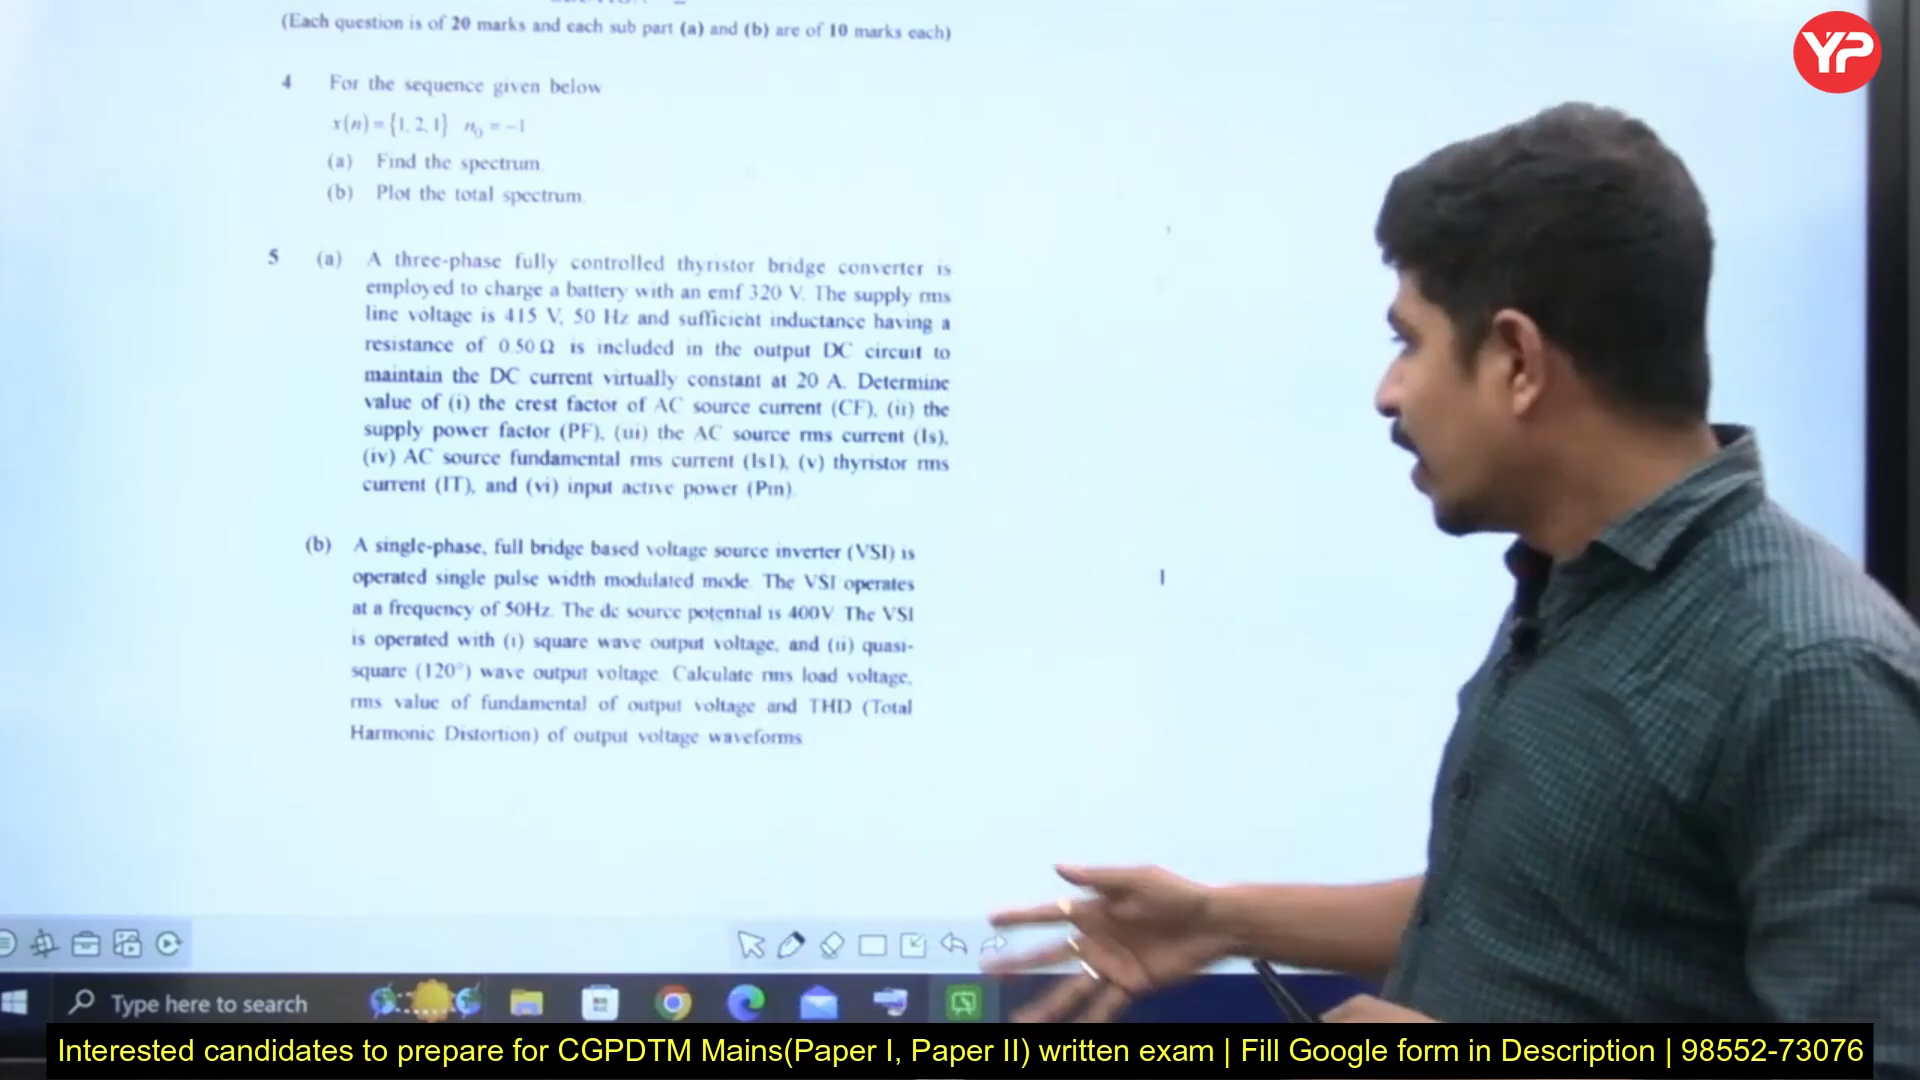 (Each question is of 20 marks and each sub part (a) and (b) are of 10 marks each)
YP
4 For the sequence given below
x(n) = {1, 2, 1} n0 = -1
(a) Find the spectrum.
(b) Plot the total spectrum.
5 (a) A three-phase fully controlled thyristor bridge converter is
employed to charge a battery with an emf 320 V. The supply rms
line voltage is 415 V, 50 Hz and sufficient inductance having a
resistance of 0.50 Ω is included in the output DC circuit to
maintain the DC current virtually constant at 20 A. Determine
value of (i) the crest factor of AC source current (CF), (ii) the
supply power factor (PF), (iii) the AC source rms current (Is),
(iv) AC source fundamental rms current (Is1), (v) thyristor rms
current (IT), and (vi) input active power (Pin).
(b) A single-phase, full bridge based voltage source inverter (VSI) is
operated single pulse width modulated mode. The VSI operates
at a frequency of 50Hz. The dc source potential is 400V. The VSI
is operated with (i) square wave output voltage, and (ii) quasi-
square (120°) wave output voltage. Calculate rms load voltage,
rms value of fundamental of output voltage and THD (Total
Harmonic Distortion) of output voltage waveforms.
Type here to search
Interested candidates to prepare for CGPDTM Mains(Paper I, Paper II) written exam | Fill Google form in Description | 98552-73076